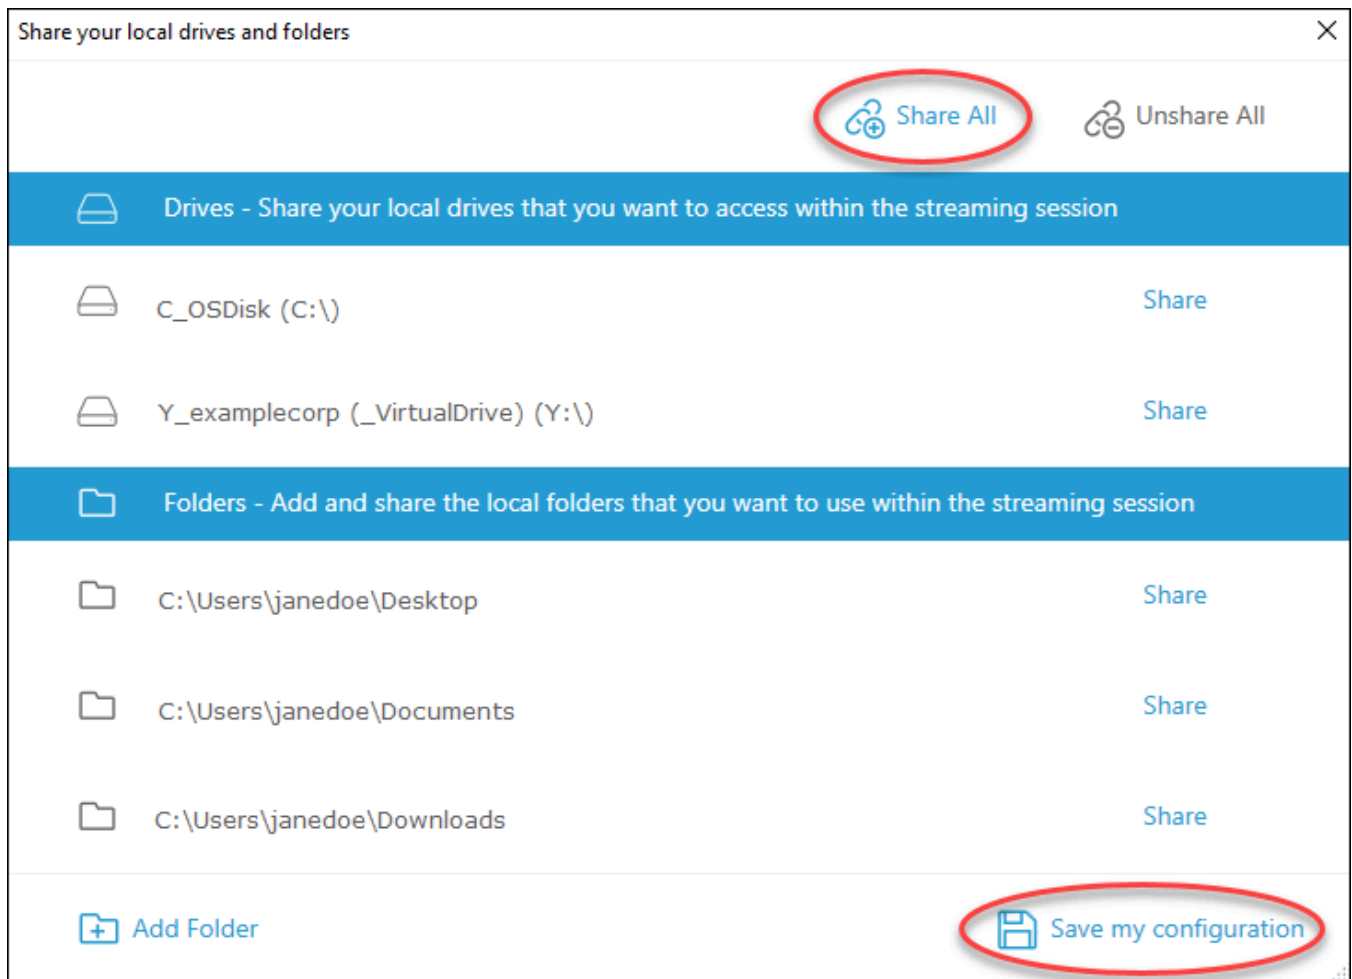 Share your local drives and folders
Share All
Unshare All
Drives - Share your local drives that you want to access within the streaming session
C_OSDisk (C:\)
Share
Y_examplecorp (_VirtualDrive) (Y:\)
Share
Folders - Add and share the local folders that you want to use within the streaming session
C:\Users\janedoe\Desktop
Share
C:\Users\janedoe\Documents
Share
C:\Users\janedoe\Downloads
Share
Add Folder
Save my configuration